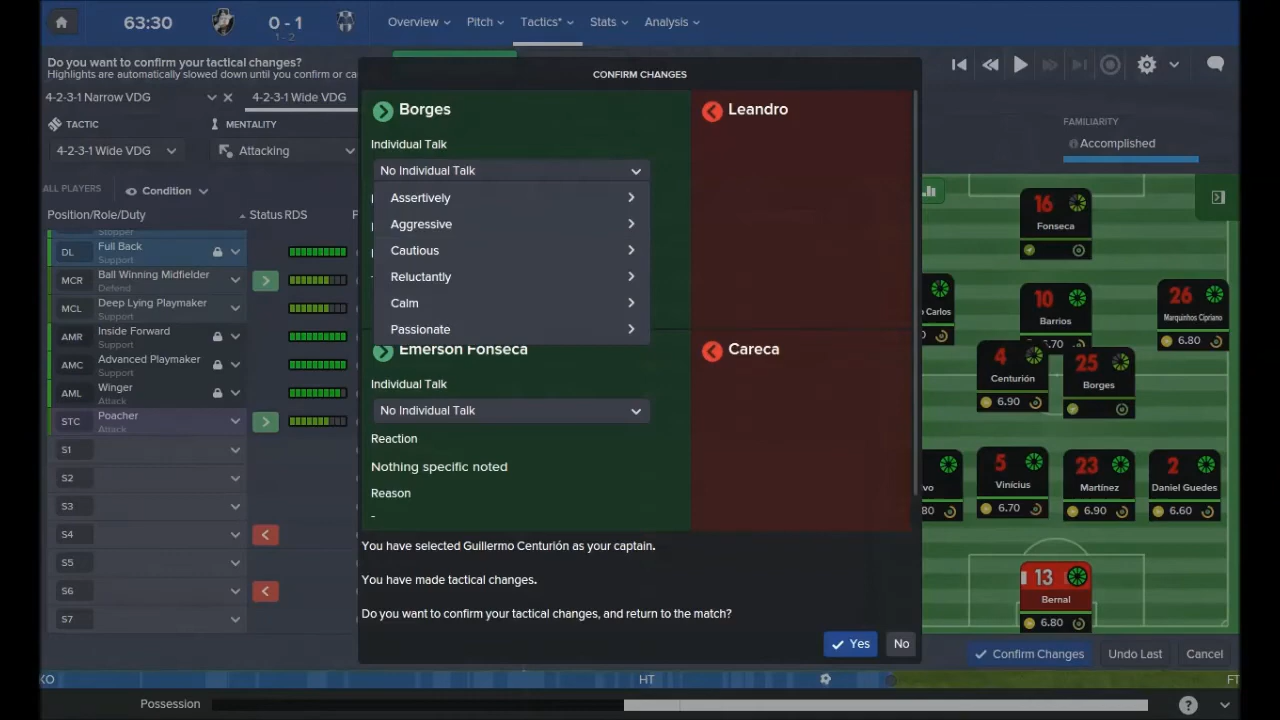 63:30
0 - 1
1 - 2
Overview
Pitch
Tactics*
Stats
Analysis
Do you want to confirm your tactical changes?
Highlights are automatically slowed down until you confirm or ca
4-2-3-1 Narrow VDG
4-2-3-1 Wide VDG
TACTIC
MENTALITY
4-2-3-1 Wide VDG
Attacking
ALL PLAYERS
Condition
Position/Role/Duty
Status
RDS
P
Stopper
DL
Full Back
Support
MCR
Ball Winning Midfielder
Defend
MCL
Deep Lying Playmaker
Support
AMR
Inside Forward
Support
AMC
Advanced Playmaker
Support
AML
Winger
Attack
STC
Poacher
Attack
S1
S2
S3
S4
S5
S6
S7
CONFIRM CHANGES
Borges
Leandro
Individual Talk
No Individual Talk
Assertively
Aggressive
Cautious
Reluctantly
Calm
Passionate
Emerson Fonseca
Careca
Individual Talk
No Individual Talk
Reaction
Nothing specific noted
Reason
-
You have selected Guillermo Centurión as your captain.
You have made tactical changes.
Do you want to confirm your tactical changes, and return to the match?
Yes
No
FAMILIARITY
Accomplished
16
Fonseca
Carlos
10
Barrios
.70
26
Marquinhos Cipriano
6.80
4
Centurión
6.90
25
Borges
vo
80
5
Vinícius
6.70
23
Martínez
6.90
2
Daniel Guedes
6.60
13
Bernal
6.80
Confirm Changes
Undo Last
Cancel
KO
HT
FT
Possession
?